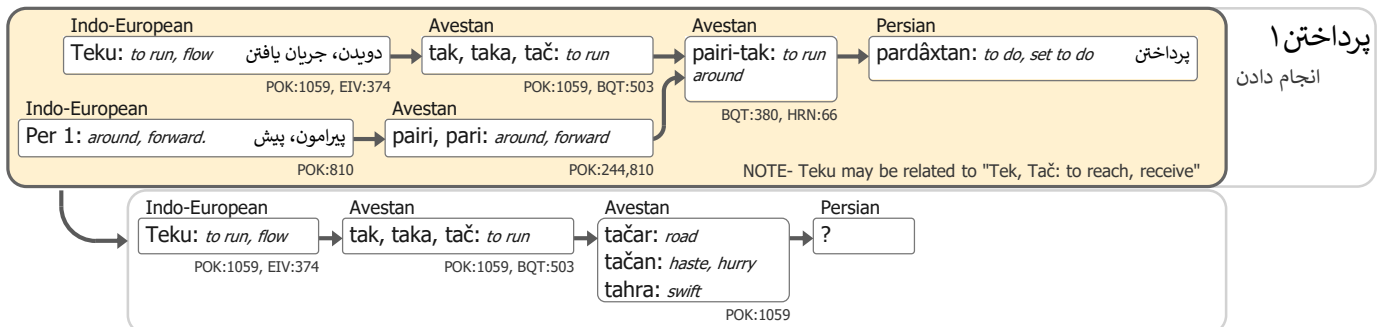 پرداختن۱
انجام دادن
Indo-European
Teku: to run, flow دویدن، جریان یافتن
POK:1059, EIV:374
Avestan
tak, taka, tač: to run
POK:1059, BQT:503
Avestan
pairi-tak: to run
around
BQT:380, HRN:66
Persian
pardâxtan: to do, set to do پرداختن
Indo-European
Per 1: around, forward. پیرامون، پیش
POK:810
Avestan
pairi, pari: around, forward
POK:244,810
NOTE- Teku may be related to "Tek, Tač: to reach, receive"
Indo-European
Teku: to run, flow
POK:1059, EIV:374
Avestan
tak, taka, tač: to run
POK:1059, BQT:503
Avestan
tačar: road
tačan: haste, hurry
tahra: swift
POK:1059
Persian
?